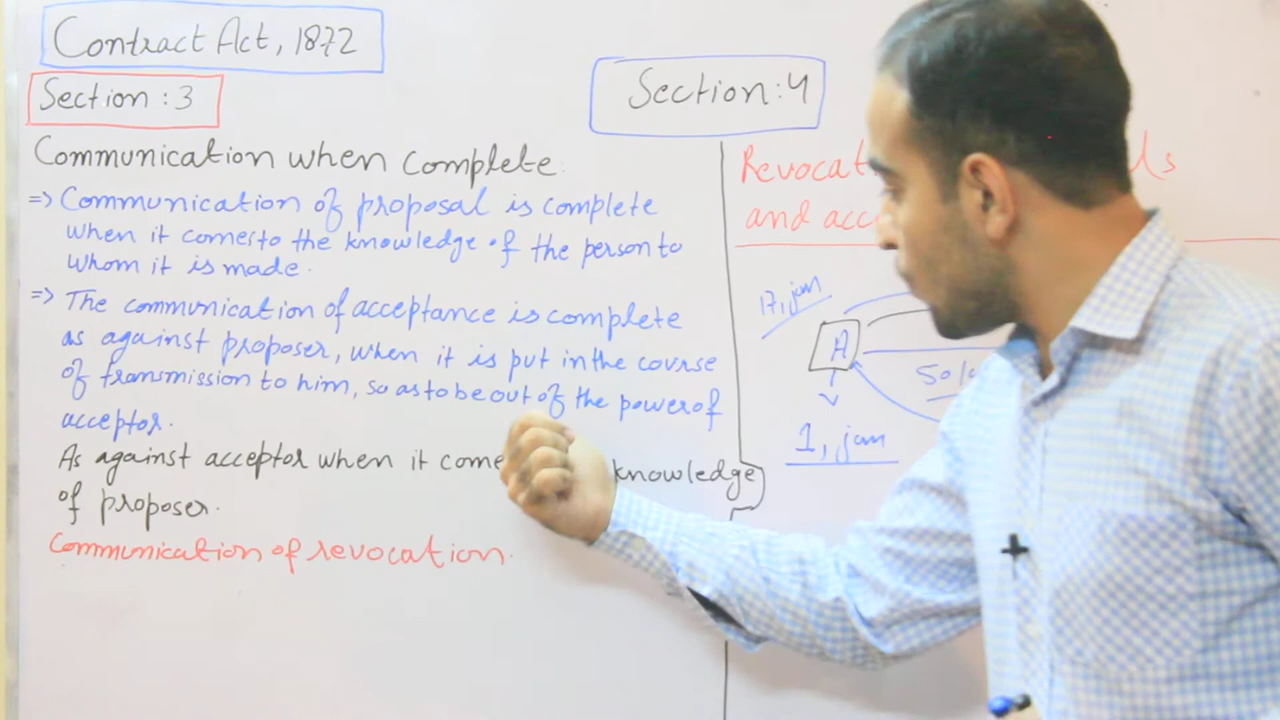 Contract Act, 1872
Section : 3
Communication when complete.
=> Communication of proposal is complete
when it comes to the knowledge of the person to
whom it is made.
=> The communication of acceptance is complete
as against proposer, when it is put in the course
of transmission to him, so as to be out of the power of
acceptor.
As against acceptor when it come knowledge
of proposer.
Communication of revocation.
Section : 4
and
17, jan
A
1, jan